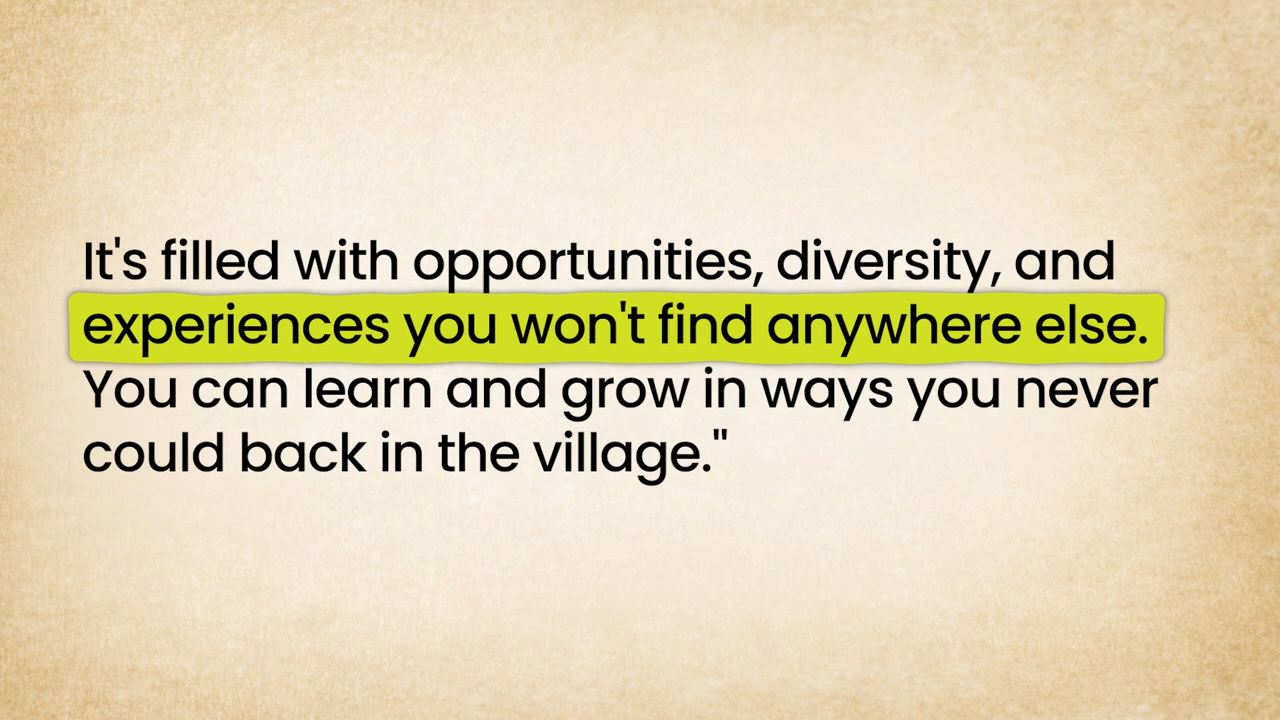 It's filled with opportunities, diversity, and
experiences you won't find anywhere else.
You can learn and grow in ways you never
could back in the village."